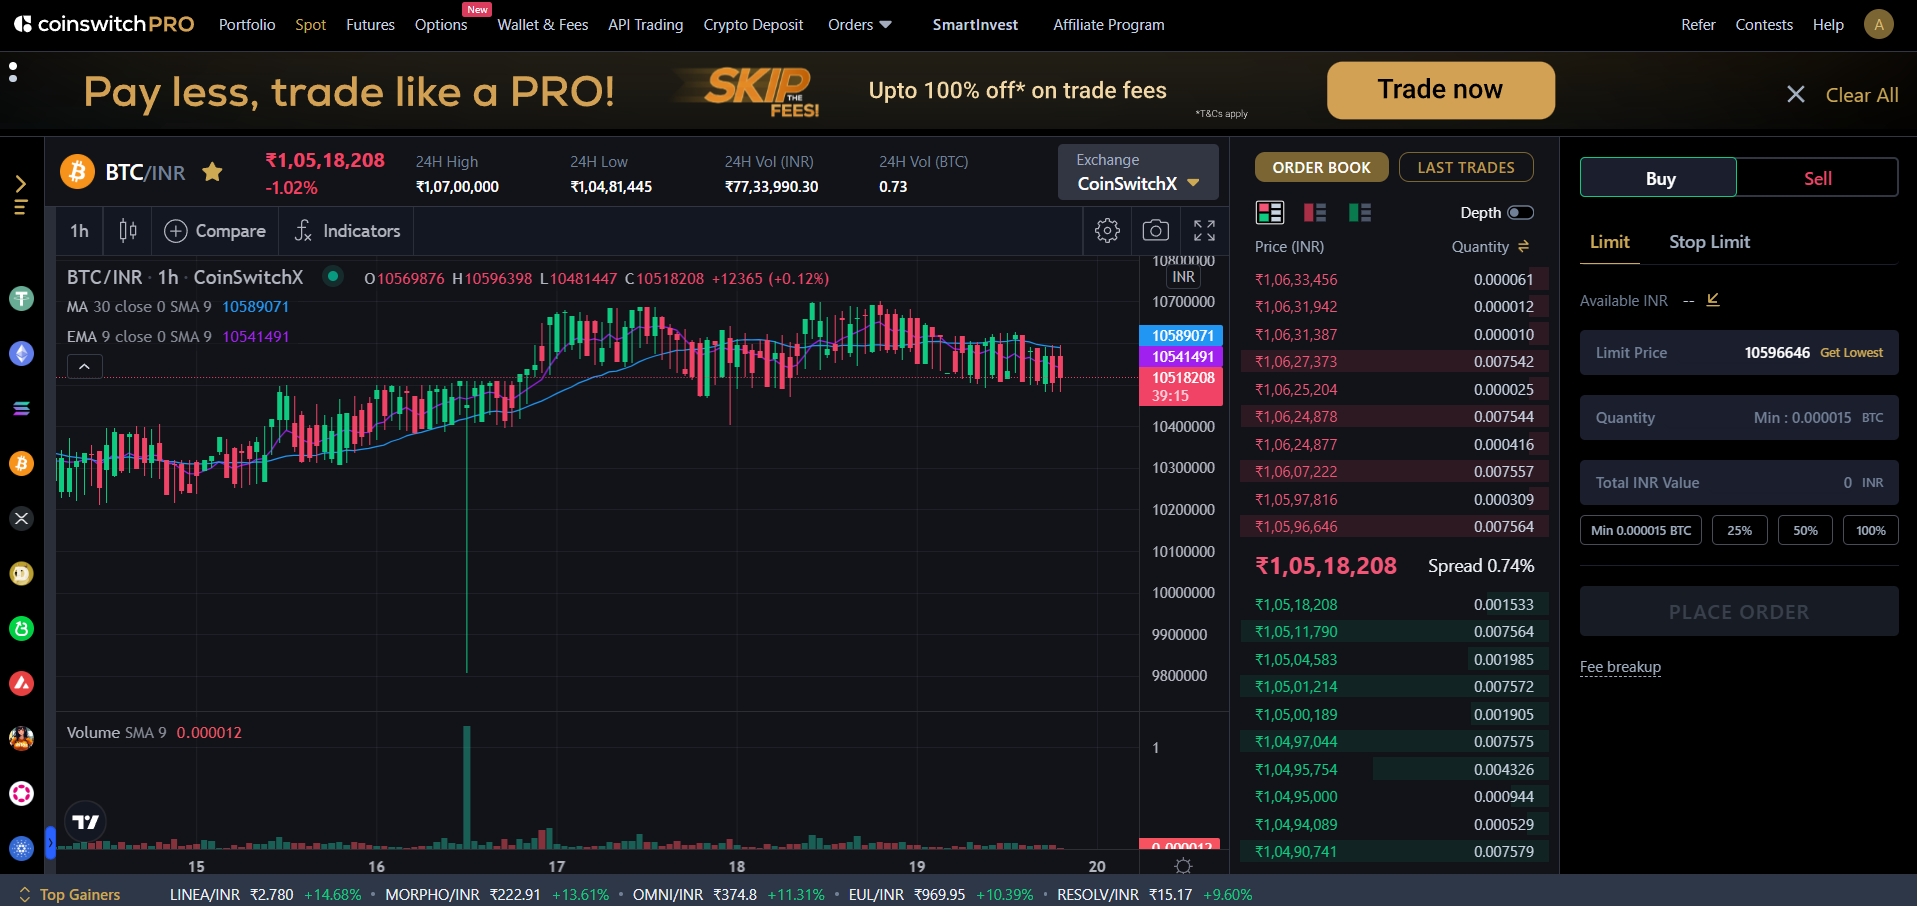 coinswitch PRO Portfolio Spot Futures Options New Wallet & Fees API Trading Crypto Deposit Orders SmartInvest Affiliate Program Refer Contests Help A
Pay less, trade like a PRO! SKIP THE FEES! Upto 100% off* on trade fees *T&Cs apply Trade now Clear All
BTC/INR ₹1,05,18,208 -1.02%
24H High ₹1,07,00,000
24H Low ₹1,04,81,445
24H Vol (INR) ₹77,33,990.30
24H Vol (BTC) 0.73
Exchange
CoinSwitchX
1h Compare Indicators
BTC/INR · 1h · CoinSwitchX O10569876 H10596398 L10481447 C10518208 +12365 (+0.12%)
MA 30 close 0 SMA 9 10589071
EMA 9 close 0 SMA 9 10541491
10800000
INR
10700000
10589071
10541491
10518208
39:15
10400000
10300000
10200000
10100000
10000000
9900000
9800000
Volume SMA 9 0.000012
1
0.000012
15 16 17 18 19 20
ORDER BOOK LAST TRADES
Depth
Price (INR) Quantity
₹1,06,33,456 0.000061
₹1,06,31,942 0.000012
₹1,06,31,387 0.000010
₹1,06,27,373 0.007542
₹1,06,25,204 0.000025
₹1,06,24,878 0.007544
₹1,06,24,877 0.000416
₹1,06,07,222 0.007557
₹1,05,97,816 0.000309
₹1,05,96,646 0.007564
₹1,05,18,208 Spread 0.74%
₹1,05,18,208 0.001533
₹1,05,11,790 0.007564
₹1,05,04,583 0.001985
₹1,05,01,214 0.007572
₹1,05,00,189 0.001905
₹1,04,97,044 0.007575
₹1,04,95,754 0.004326
₹1,04,95,000 0.000944
₹1,04,94,089 0.000529
₹1,04,90,741 0.007579
Buy Sell
Limit Stop Limit
Available INR --
Limit Price 10596646 Get Lowest
Quantity Min : 0.000015 BTC
Total INR Value 0 INR
Min 0.000015 BTC 25% 50% 100%
PLACE ORDER
Fee breakup
Top Gainers LINEA/INR ₹2.780 +14.68% • MORPHO/INR ₹222.91 +13.61% • OMNI/INR ₹374.8 +11.31% • EUL/INR ₹969.95 +10.39% • RESOLV/INR ₹15.17 +9.60%